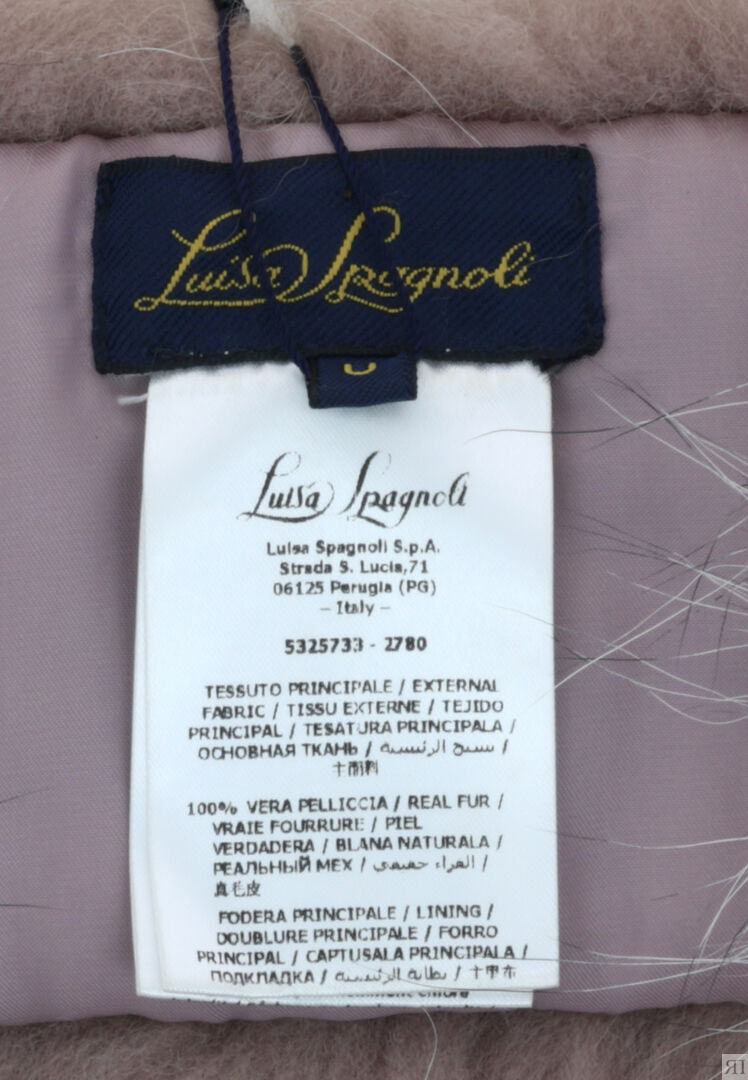 Luisa Spagnoli
Luisa Spagnoli
Luisa Spagnoli S.p.A.
Strada S. Lucia,71
06125 Perugia (PG)
– Italy –
5325733 - 2780
TESSUTO PRINCIPALE / EXTERNAL
FABRIC / TISSU EXTERNE / TEJIDO
PRINCIPAL / TESATURA PRINCIPALA /
ОСНОВНАЯ ТКАНЬ / نسيج الرئيسية /
主面料
100% VERA PELLICCIA / REAL FUR /
VRAIE FOURRURE / PIEL
VERDADERA / BLANA NATURALA /
РЕАЛЬНЫЙ МЕХ / الفراء حقيقي /
真毛皮
FODERA PRINCIPALE / LINING /
DOUBLURE PRINCIPALE / FORRO
PRINCIPAL / CAPTUSALA PRINCIPALA /
ПОДКЛАДКА / بطانة الرئيسية /
ЯR